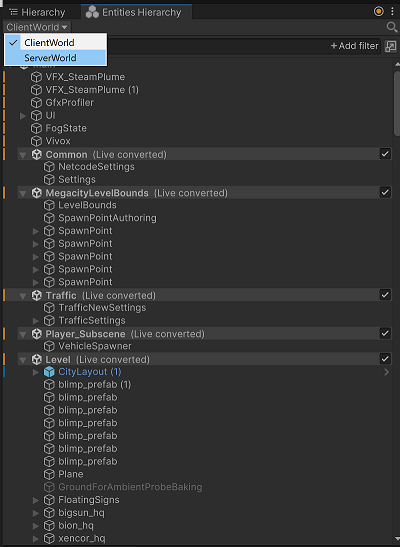 Hierarchy
Entities Hierarchy
ClientWorld
ClientWorld
ServerWorld
+ Add filter
Main
VFX_SteamPlume
VFX_SteamPlume (1)
GfxProfiler
UI
FogState
Vivox
Common (Live converted)
NetcodeSettings
Settings
MegacityLevelBounds (Live converted)
LevelBounds
SpawnPointAuthoring
SpawnPoint
SpawnPoint
SpawnPoint
SpawnPoint
SpawnPoint
Traffic (Live converted)
TrafficNewSettings
TrafficSettings
Player_Subscene (Live converted)
VehicleSpawner
Level (Live converted)
CityLayout (1)
blimp_prefab (1)
blimp_prefab
blimp_prefab
blimp_prefab
blimp_prefab
blimp_prefab
blimp_prefab
Plane
GroundForAmbientProbeBaking
FloatingSigns
bigsun_hq
bion_hq
xencor_hq